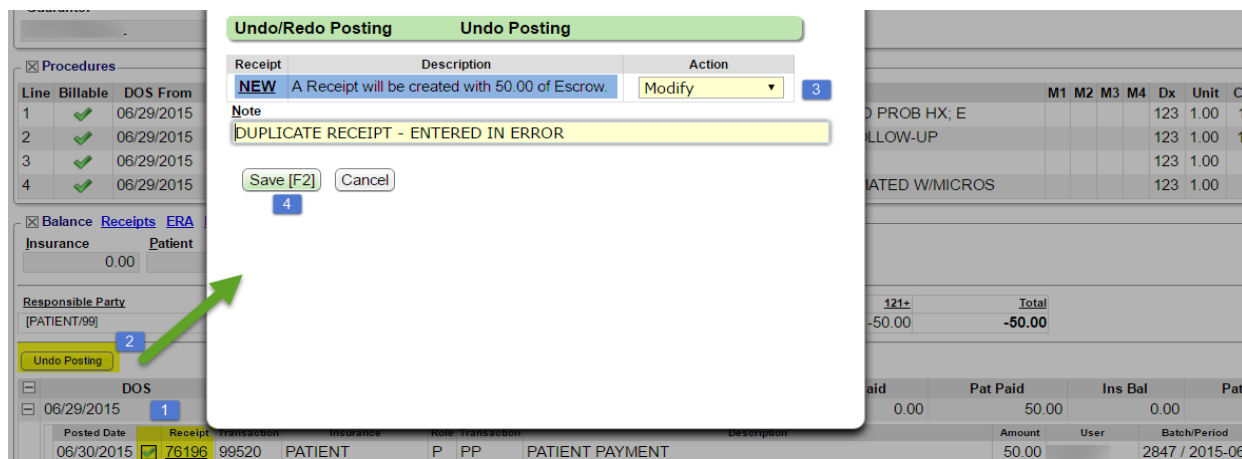 Undo/Redo Posting Undo Posting
Receipt Description Action
NEW A Receipt will be created with 50.00 of Escrow. Modify 3
Note
DUPLICATE RECEIPT - ENTERED IN ERROR
Save [F2] Cancel
4
Procedures
Line Billable DOS From M1 M2 M3 M4 Dx Unit
1 06/29/2015 PROB HX; E 123 1.00
2 06/29/2015 LLOW-UP 123 1.00
3 06/29/2015 123 1.00
4 06/29/2015 MATED W/MICROS 123 1.00
Balance Receipts ERA
Insurance Patient
0.00
Responsible Party 121+ Total
[PATIENT/99] -50.00 -50.00
2
Undo Posting
DOS aid Pat Paid Ins Bal Pat
06/29/2015 1 0.00 50.00 0.00
Posted Date Receipt Transaction Insurance Role Transaction Description Amount User Batch/Period
06/30/2015 76196 99520 PATIENT P PP PATIENT PAYMENT 50.00 2847 / 2015-06